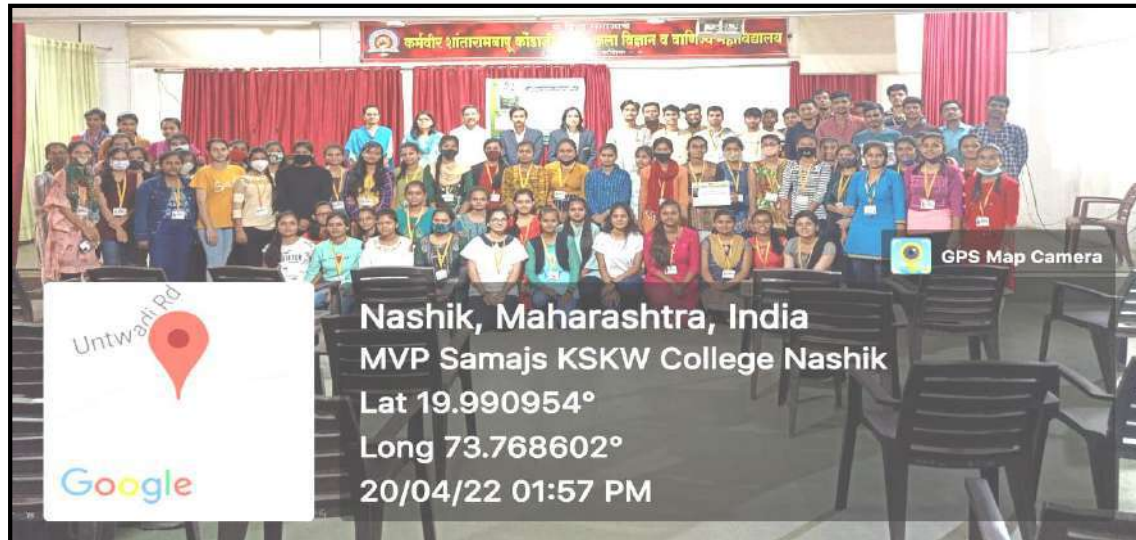 कर्मवीर शांतारामबापू कोंडाजी कला विज्ञान व वाणिज्य महाविद्यालय
GPS Map Camera
Untwadi Rd
Google
Nashik, Maharashtra, India
MVP Samajs KSKW College Nashik
Lat 19.990954°
Long 73.768602°
20/04/22 01:57 PM